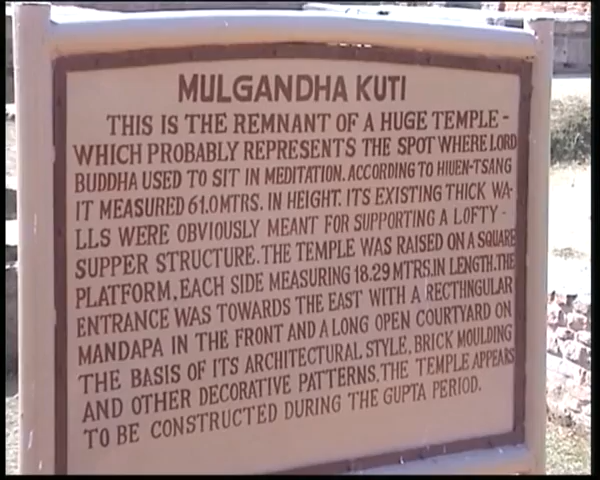 MULGANDHA KUTI
THIS IS THE REMNANT OF A HUGE TEMPLE-
WHICH PROBABLY REPRESENTS THE SPOT WHERE LORD
BUDDHA USED TO SIT IN MEDITATION. ACCORDING TO HIUEN-TSANG
IT MEASURED 61.0MTRS. IN HEIGHT. ITS EXISTING THICK WA-
LLS WERE OBVIOUSLY MEANT FOR SUPPORTING A LOFTY-
SUPPER STRUCTURE. THE TEMPLE WAS RAISED ON A SQUARE
PLATFORM, EACH SIDE MEASURING 18.29 MTRS.IN LENGTH.THE
ENTRANCE WAS TOWARDS THE EAST WITH A RECTHNGULAR
MANDAPA IN THE FRONT AND A LONG OPEN COURTYARD ON
THE BASIS OF ITS ARCHITECTURAL STYLE, BRICK MOULDING
AND OTHER DECORATIVE PATTERNS, THE TEMPLE APPEARS
TO BE CONSTRUCTED DURING THE GUPTA PERIOD.